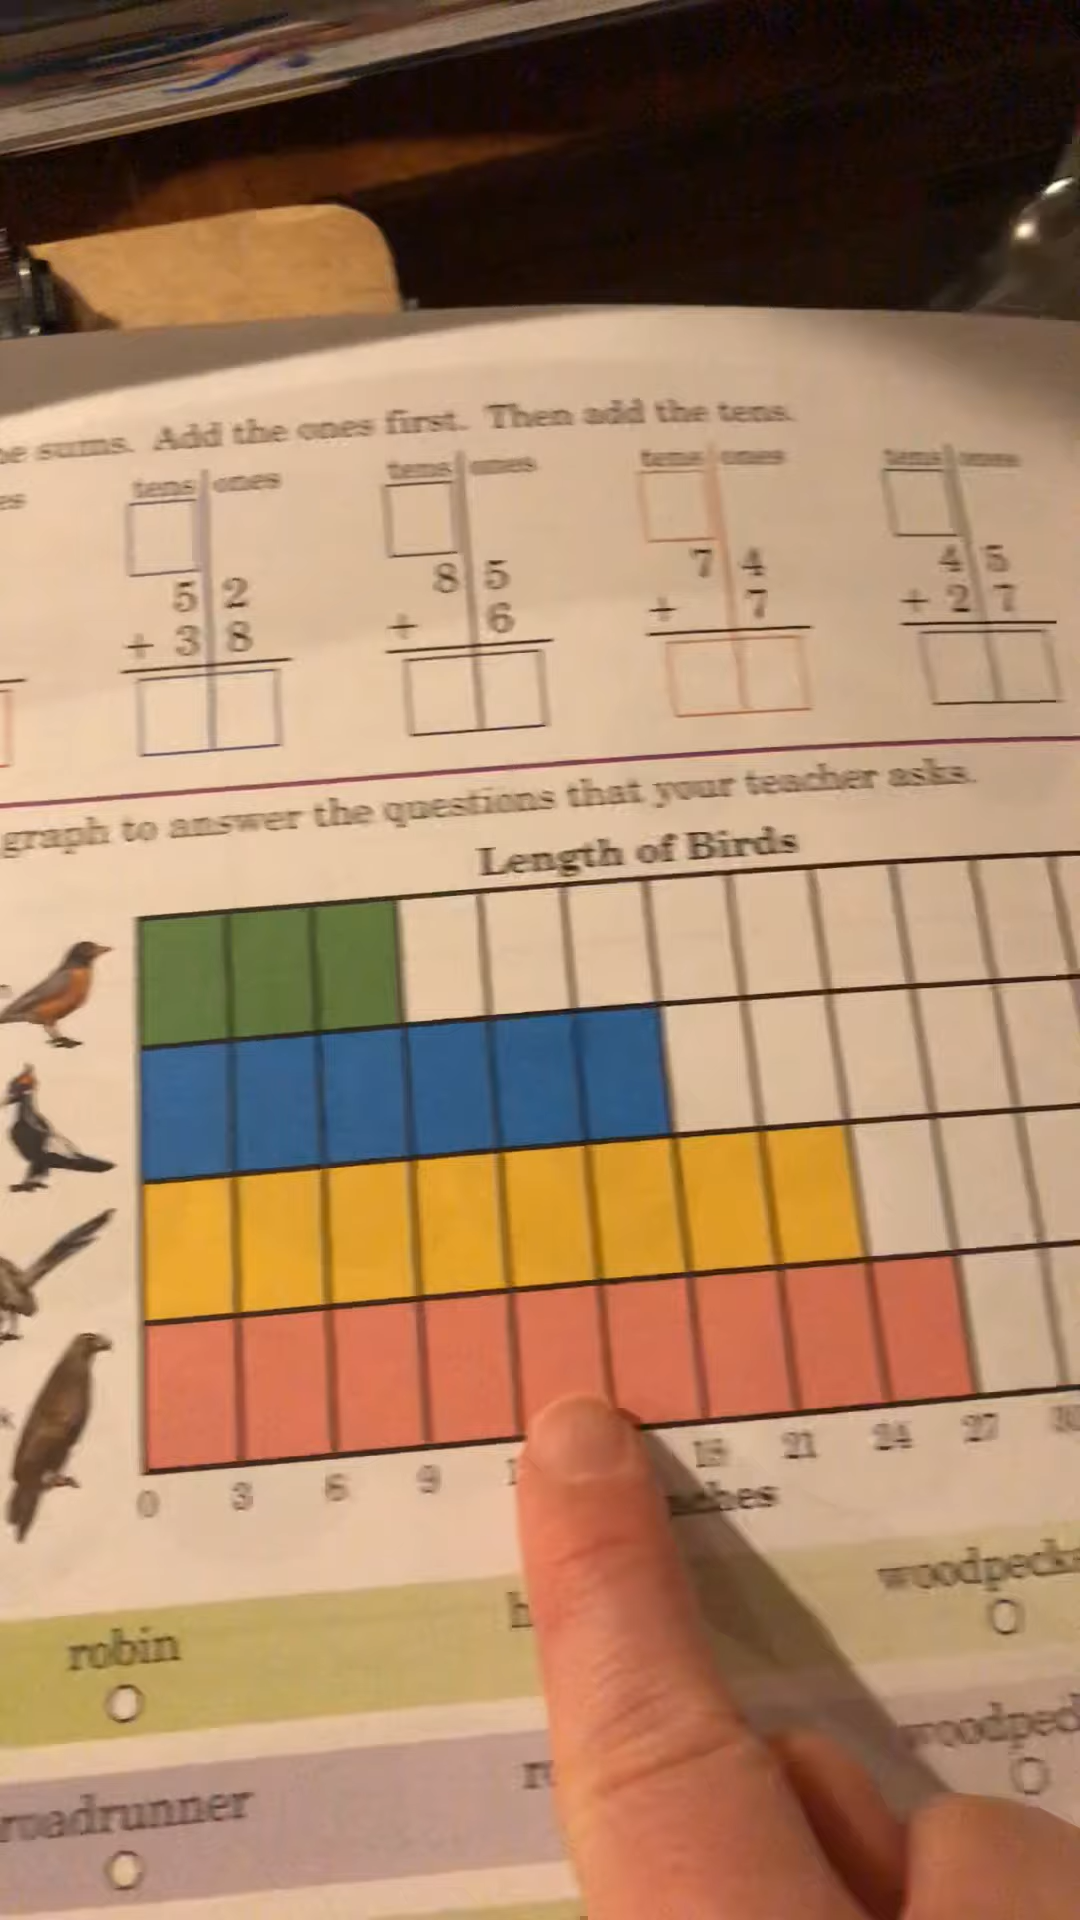 sums. Add the ones first. Then add the tens.
tens ones tens ones tens ones tens ones
5 2 8 5 7 4 4 5
+ 3 8 + 6 + 7 + 2 7
graph to answer the questions that your teacher asks.
Length of Birds
0 3 6 9 18 21 24 27
robin
roadrunner